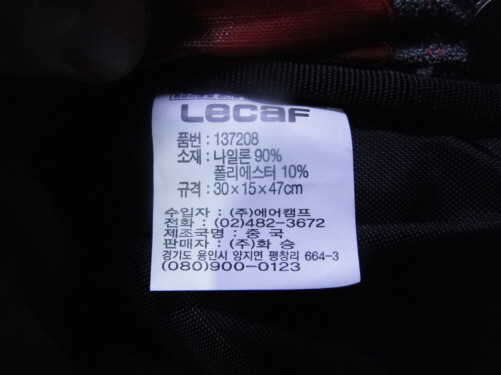 Lecaf
품번 : 137208
소재 : 나일론 90%
폴리에스터 10%
규격 : 30×15×47cm
수입자 : (주)에어캠프
전화 : (02)482-3672
제조국명 : 중 국
판매자 : (주)화 승
경기도 용인시 양지면 평창리 664-3
(080)900-0123